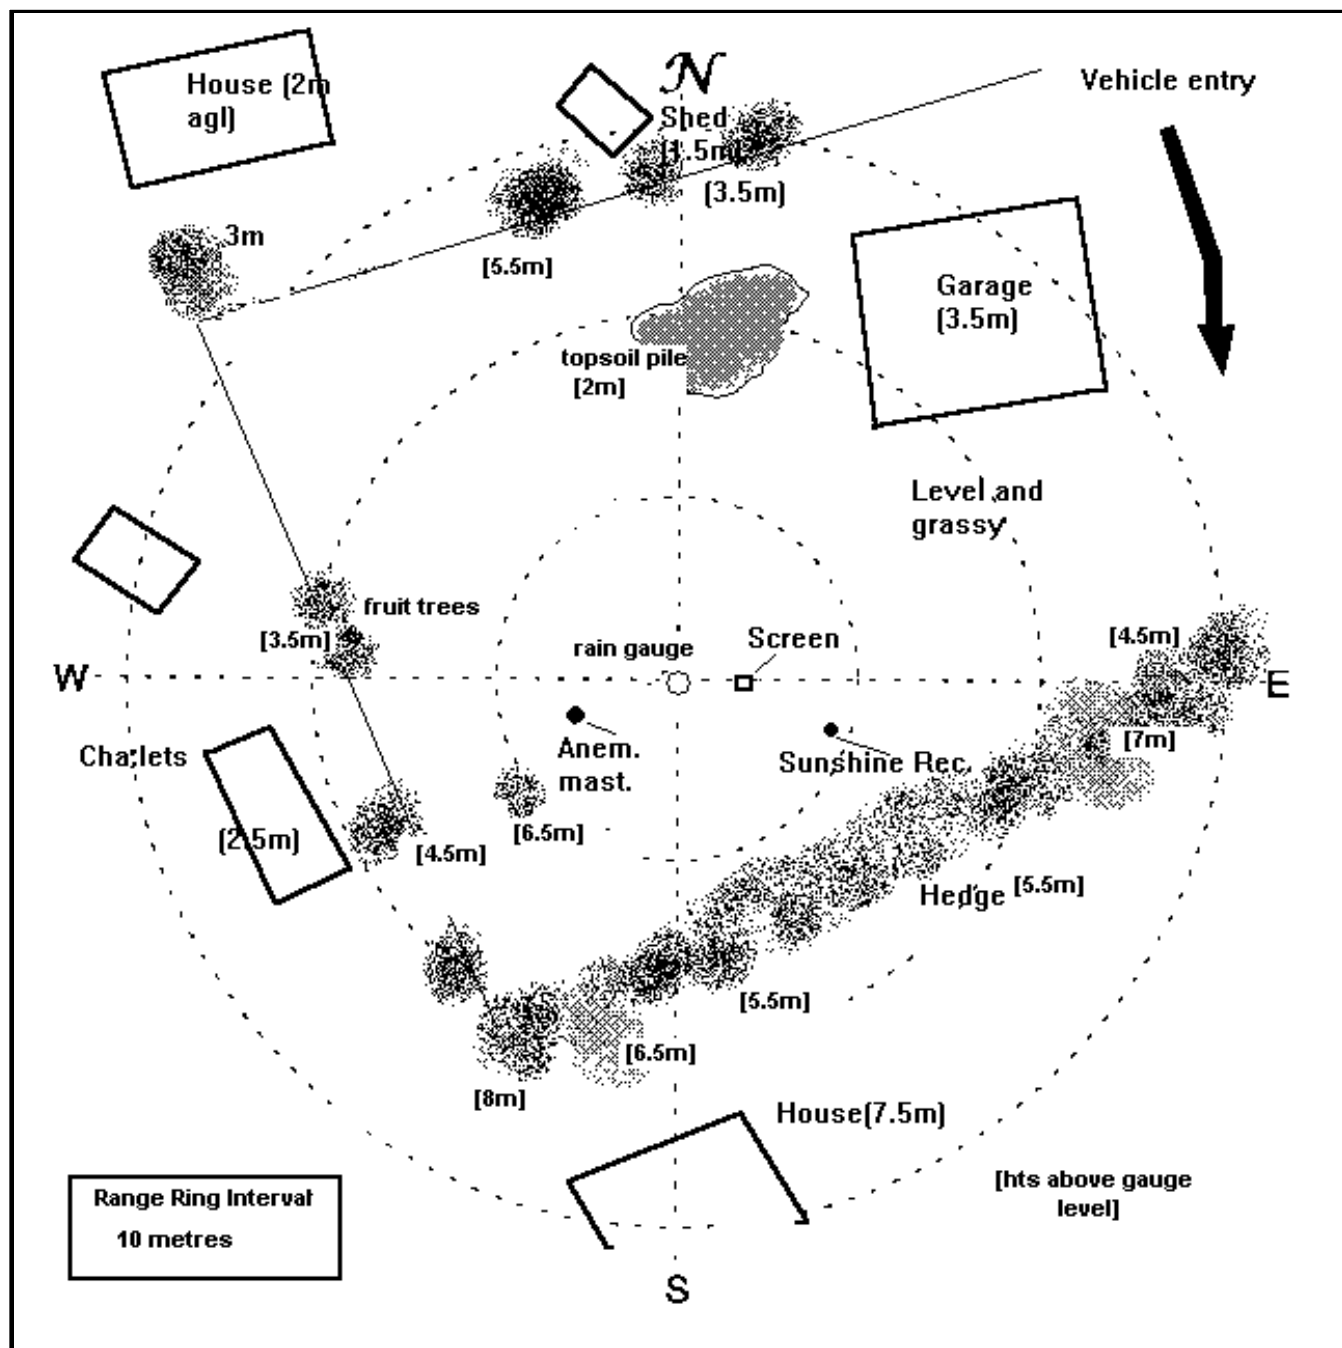 N
House (2m
agl)
Shed
[1.5m]
Vehicle entry
(3.5m)
3m
[5.5m]
Garage
(3.5m)
topsoil pile
[2m]
Level and
grassy
fruit trees
[3.5m]
rain gauge
Screen
[4.5m]
W
E
Chalets
Anem.
mast.
Sunshine Rec.
[7m]
(2.5m)
[4.5m]
[6.5m]
Hedge [5.5m]
[5.5m]
[6.5m]
[8m]
House(7.5m)
Range Ring Interval
10 metres
[hts above gauge
level]
S